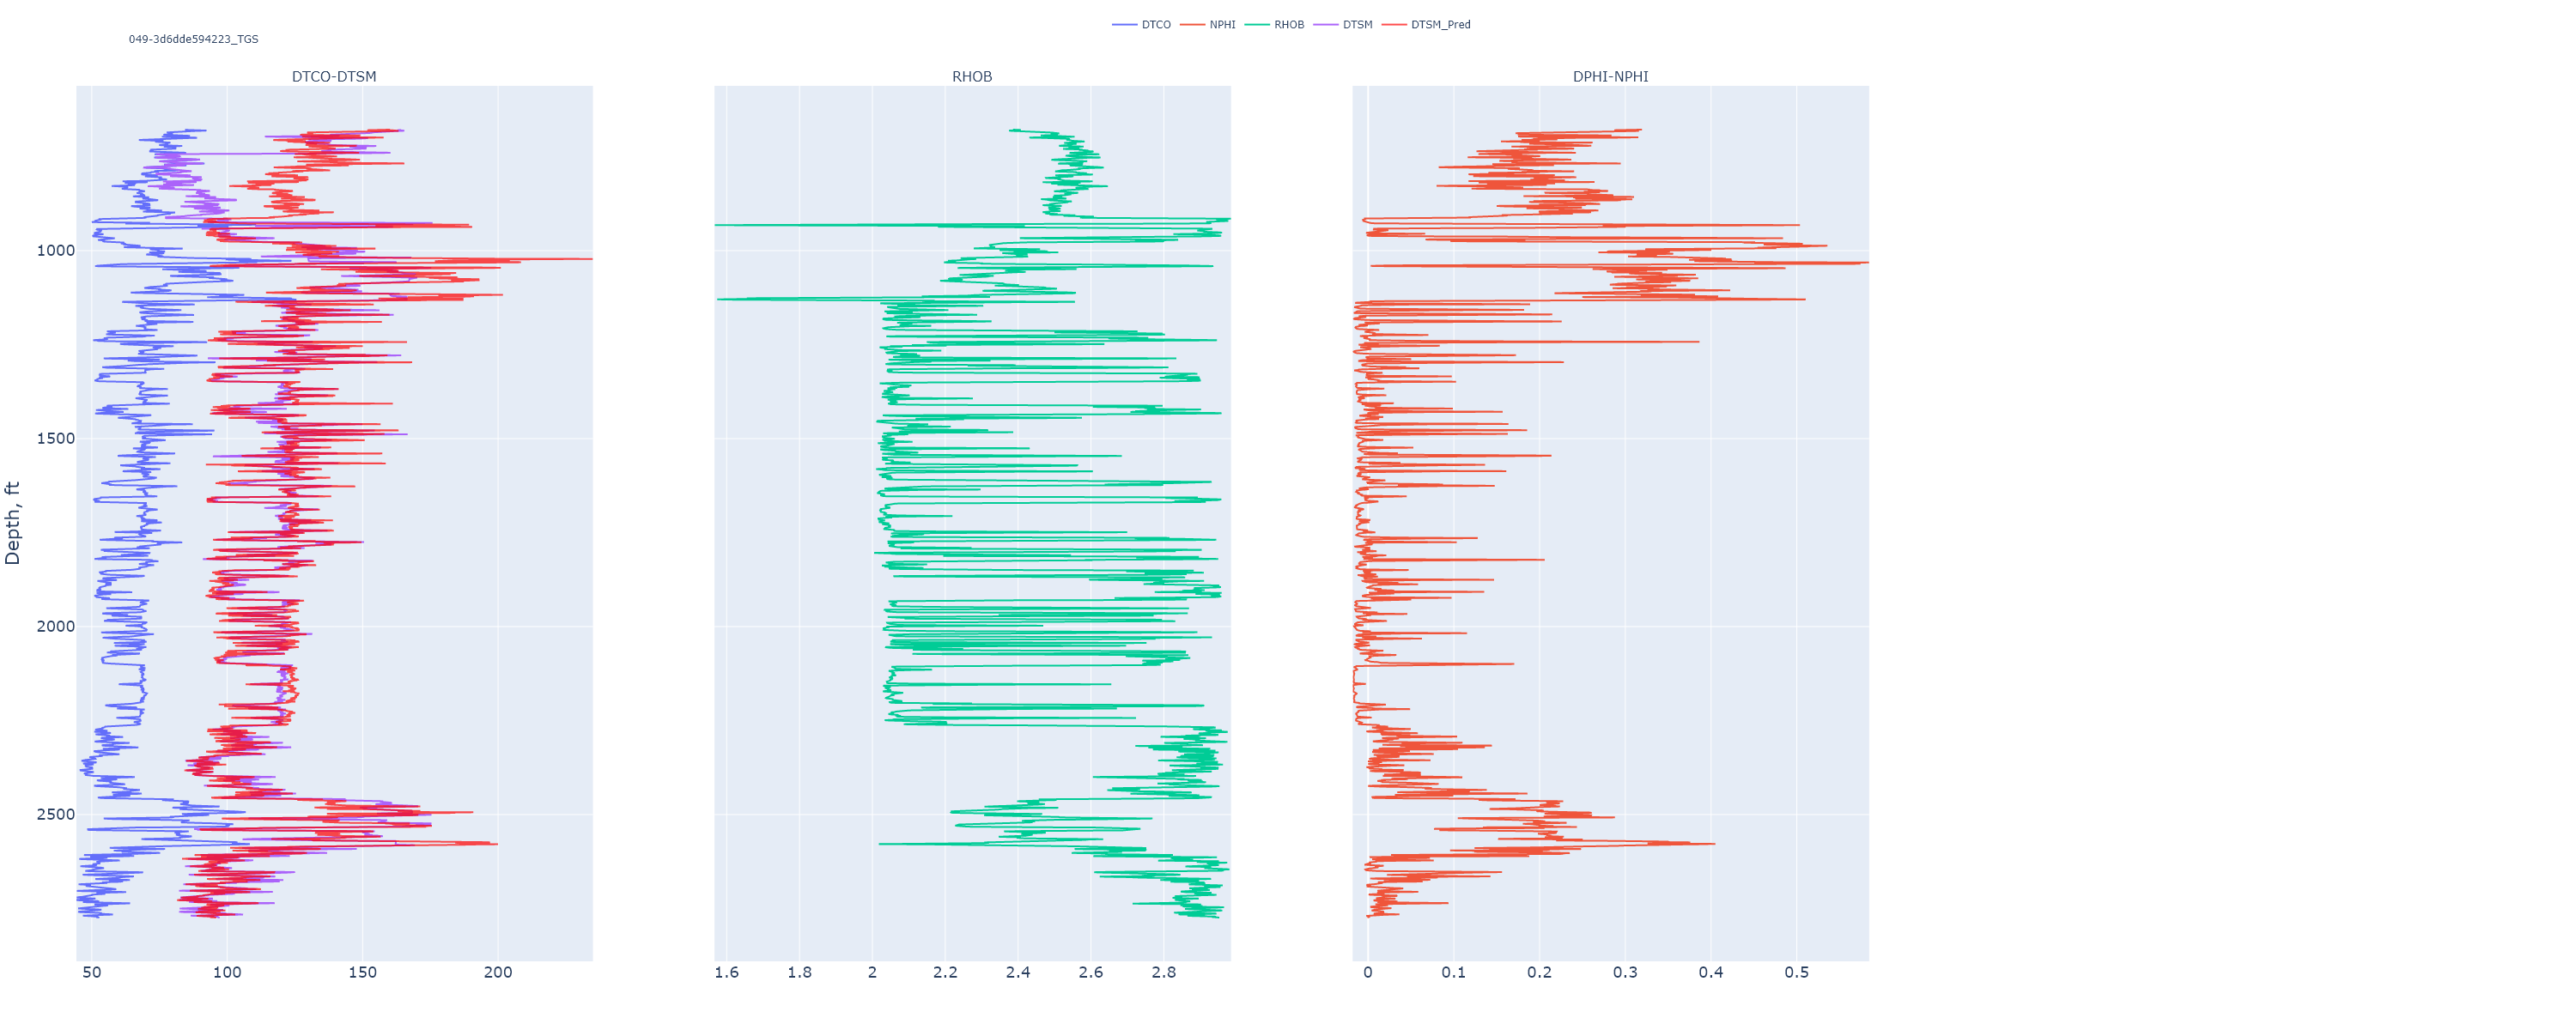 DTCO NPHI RHOB DTSM DTSM_Pred
049-3d6dde594223_TGS
DTCO-DTSM RHOB DPHI-NPHI
Depth, ft
1000
1500
2000
2500
50 100 150 200
1.6 1.8 2 2.2 2.4 2.6 2.8
0 0.1 0.2 0.3 0.4 0.5